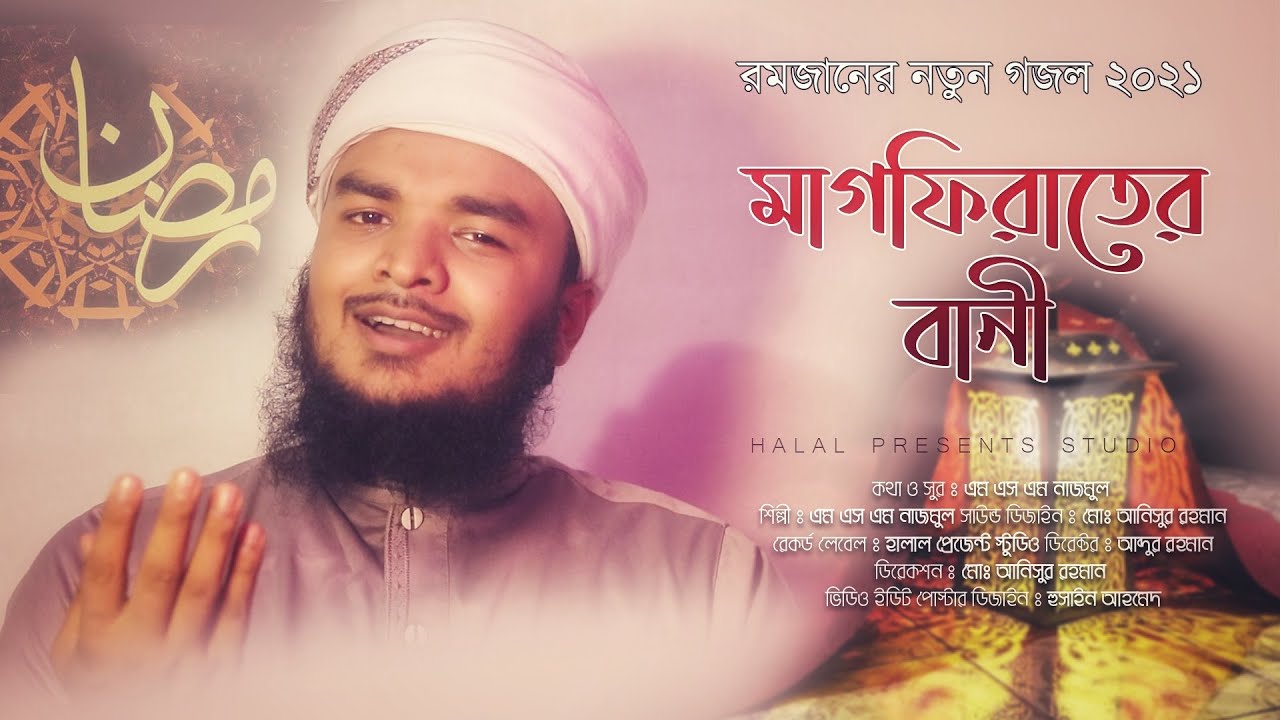 رمضان
রমজানের নতুন গজল ২০২১
মাগফিরাতের
বানী
HALAL PRESENTS STUDIO
কথা ও সুর ঃ এম এস এম নাজমুল
শিল্পী ঃ এম এস এম নাজমুল সাউন্ড ডিজাইন ঃ মোঃ আনিসুর রহমান
রেকর্ড লেবেল ঃ হালাল প্রেজেন্ট স্টুডিও ডিরেক্টর ঃ আব্দুর রহমান
ডিরেকশন ঃ মোঃ আনিসুর রহমান
ভিডিও ইডিট পোস্টার ডিজাইন ঃ হুসাইন আহমেদ